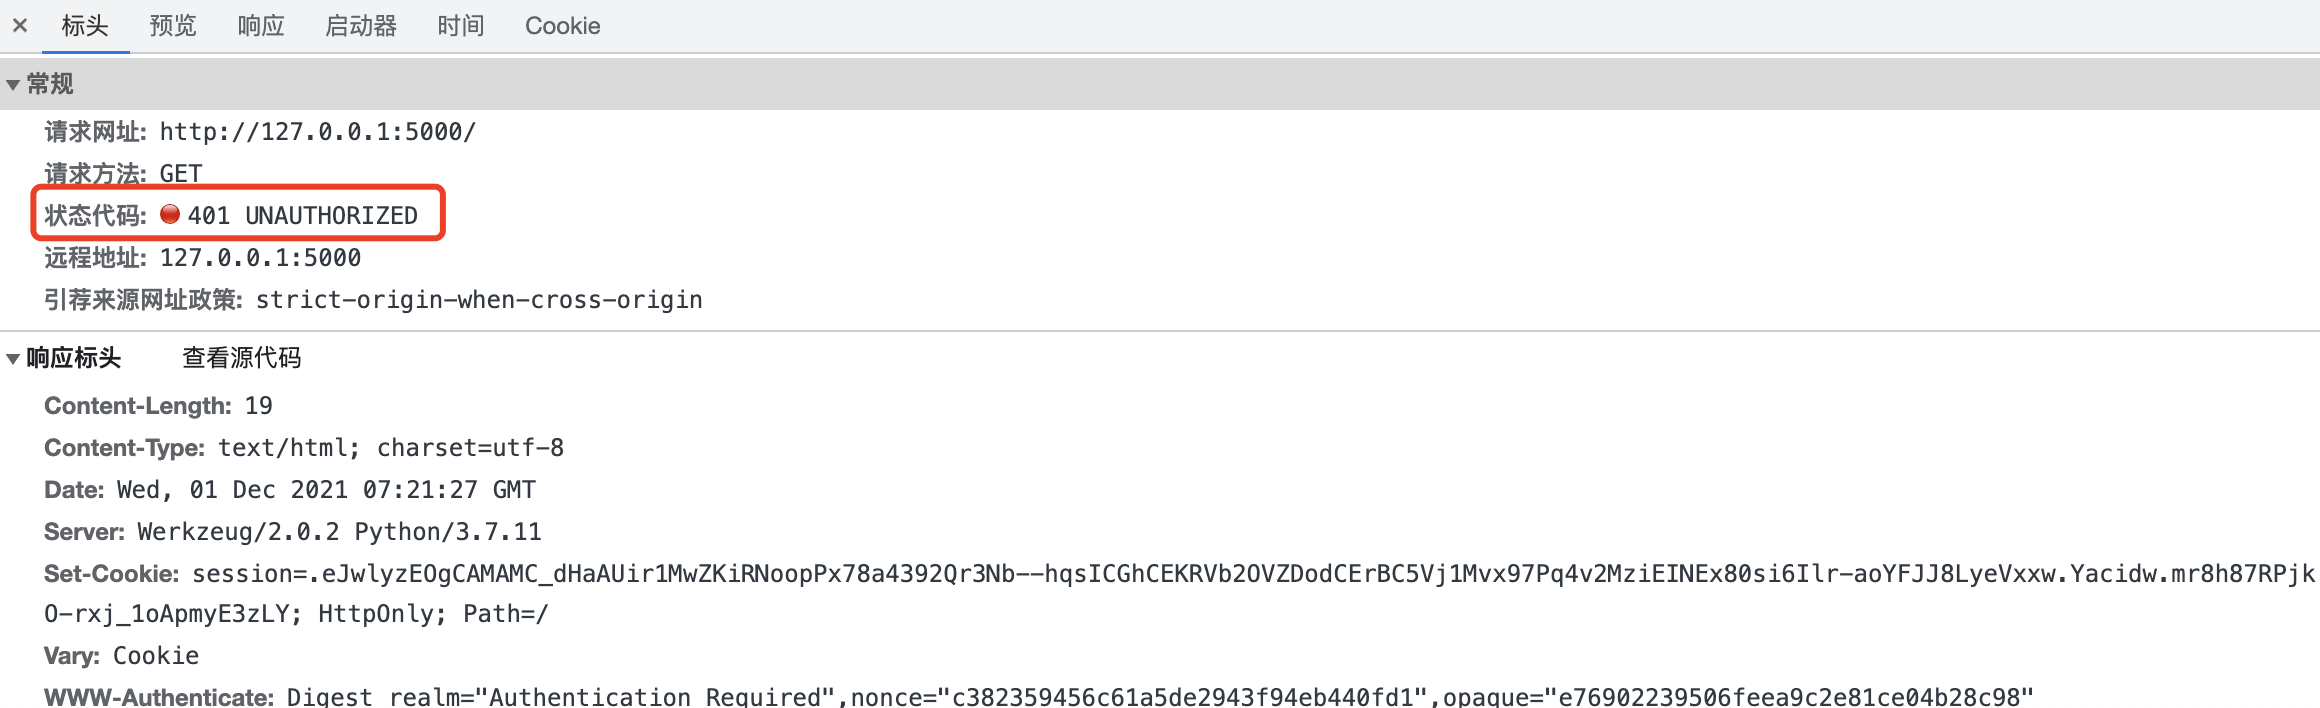 × 标头 预览 响应 启动器 时间 Cookie
常规
请求网址: http://127.0.0.1:5000/
请求方法: GET
状态代码: 401 UNAUTHORIZED
远程地址: 127.0.0.1:5000
引荐来源网址政策: strict-origin-when-cross-origin
响应标头 查看源代码
Content-Length: 19
Content-Type: text/html; charset=utf-8
Date: Wed, 01 Dec 2021 07:21:27 GMT
Server: Werkzeug/2.0.2 Python/3.7.11
Set-Cookie: session=.eJwlyzEOgCAMAMC_dHaAUir1MwZKiRNoopPx78a4392Qr3Nb--hqsICGhCEKRVb2OVZDodCErBC5Vj1Mvx97Pq4v2MziEINEx80si6Ilr-aoYFJJ8LyeVxxw.Yacidw.mr8h87RPjk
O-rxj_1oApmyE3zLY; HttpOnly; Path=/
Vary: Cookie
WWW-Authenticate: Digest realm="Authentication Required",nonce="c382359456c61a5de2943f94eb440fd1",opaque="e76902239506feea9c2e81ce04b28c98"